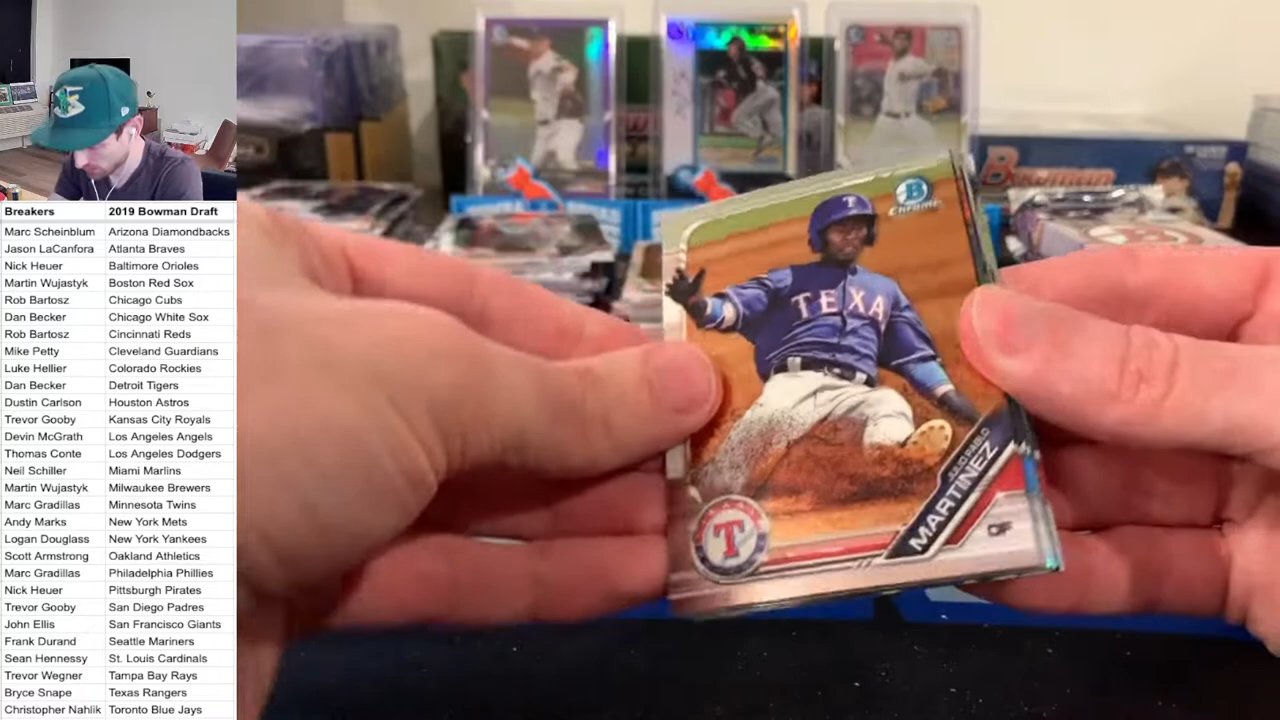 Breakers 2019 Bowman Draft
Marc Scheinblum Arizona Diamondbacks
Jason LaCanfora Atlanta Braves
Nick Heuer Baltimore Orioles
Martin Wujastyk Boston Red Sox
Rob Bartosz Chicago Cubs
Dan Becker Chicago White Sox
Rob Bartosz Cincinnati Reds
Mike Petty Cleveland Guardians
Luke Hellier Colorado Rockies
Dan Becker Detroit Tigers
Dustin Carlson Houston Astros
Trevor Gooby Kansas City Royals
Devin McGrath Los Angeles Angels
Thomas Conte Los Angeles Dodgers
Neil Schiller Miami Marlins
Martin Wujastyk Milwaukee Brewers
Marc Gradillas Minnesota Twins
Andy Marks New York Mets
Logan Douglass New York Yankees
Scott Armstrong Oakland Athletics
Marc Gradillas Philadelphia Phillies
Nick Heuer Pittsburgh Pirates
Trevor Gooby San Diego Padres
John Ellis San Francisco Giants
Frank Durand Seattle Mariners
Sean Hennessy St. Louis Cardinals
Trevor Wegner Tampa Bay Rays
Bryce Snape Texas Rangers
Christopher Nahlik Toronto Blue Jays
Bowman
B
Chrome
T
TEXA
JULIO PABLO
MARTINEZ
OF
T